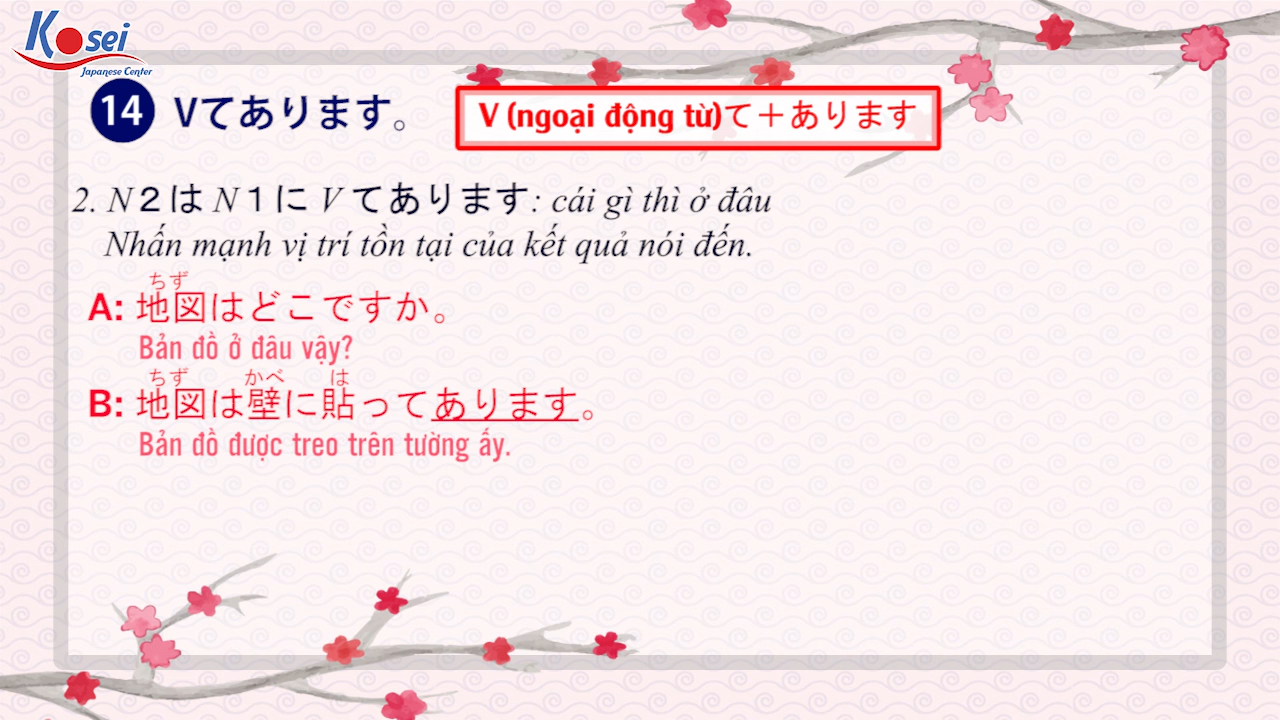 Kosei
Japanese Center
14 Vてあります。
V (ngoại động từ)て＋あります
2. N２は N１に V てあります: cái gì thì ở đâu
Nhấn mạnh vị trí tồn tại của kết quả nói đến.
ちず
A: 地図はどこですか。
Bản đồ ở đâu vậy?
ちず かべ は
B: 地図は壁に貼ってあります。
Bản đồ được treo trên tường ấy.